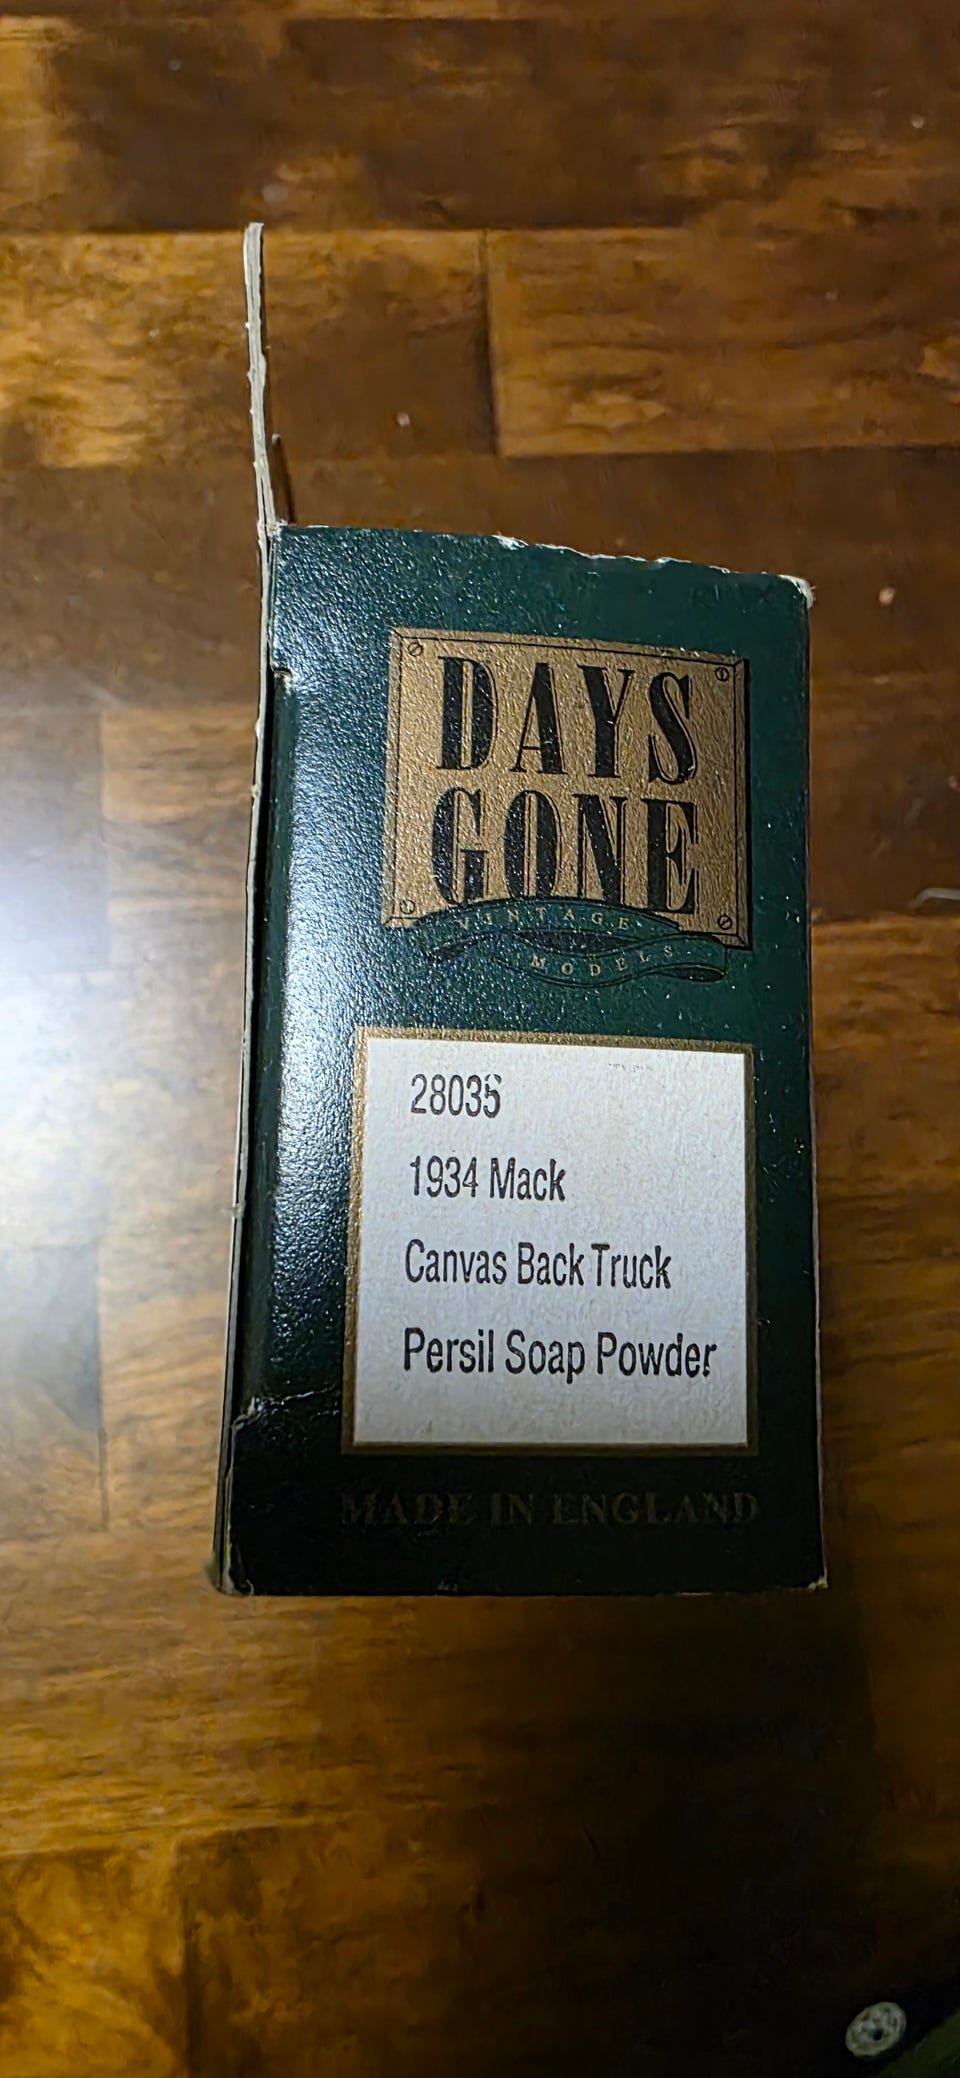 DAYS
GONE
VINTAGE
MODELS
28035
1934 Mack
Canvas Back Truck
Persil Soap Powder
MADE IN ENGLAND